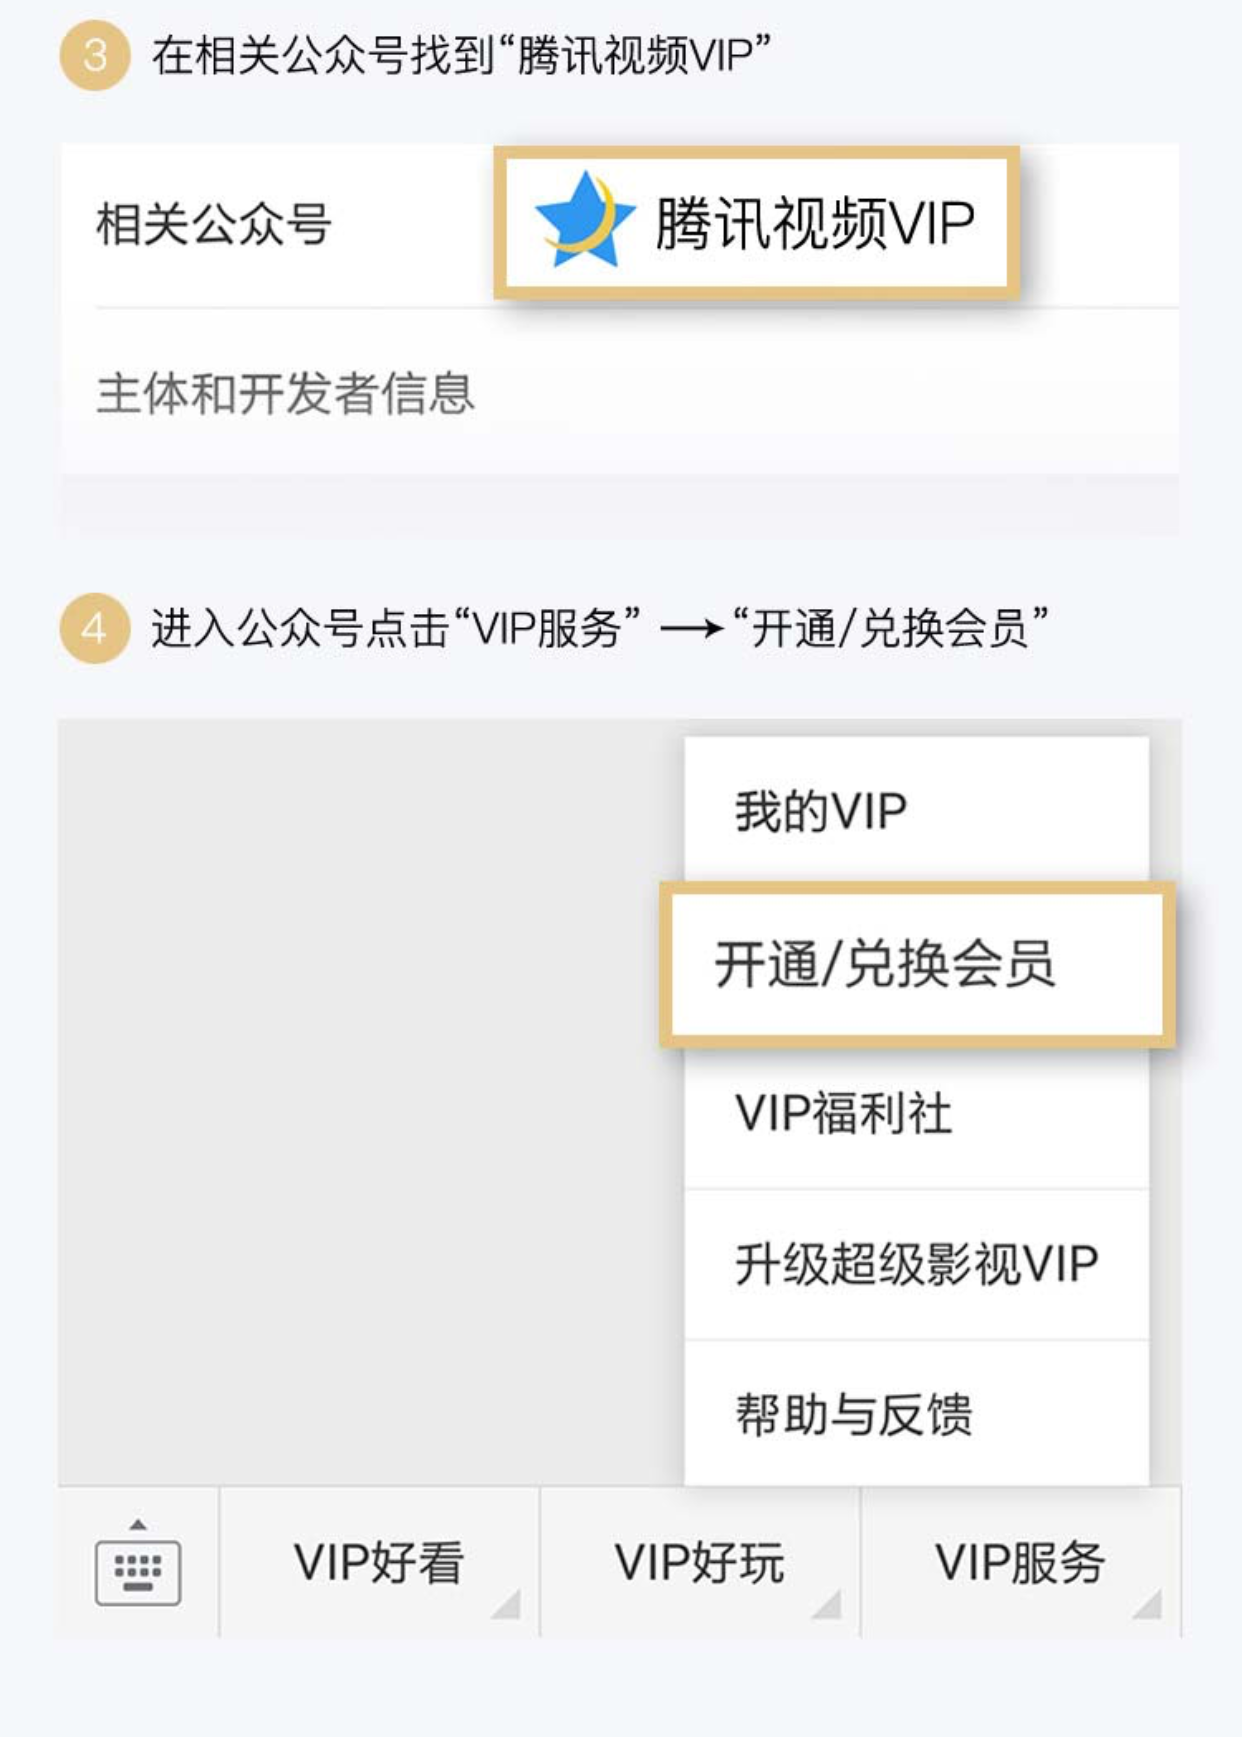 3 在相关公众号找到“腾讯视频VIP”
相关公众号 腾讯视频VIP
主体和开发者信息
4 进入公众号点击“VIP服务” → “开通/兑换会员”
我的VIP
开通/兑换会员
VIP福利社
升级超级影视VIP
帮助与反馈
VIP好看 VIP好玩 VIP服务